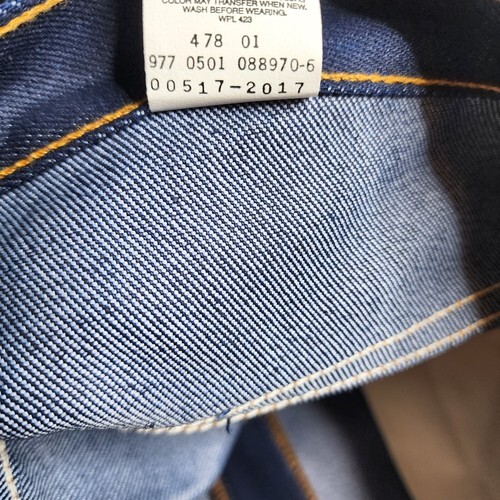 COLOR MAY TRANSFER WHEN NEW.
WASH BEFORE WEARING.
WPL 423
478 01
977 0501 088970-6
00517-2017